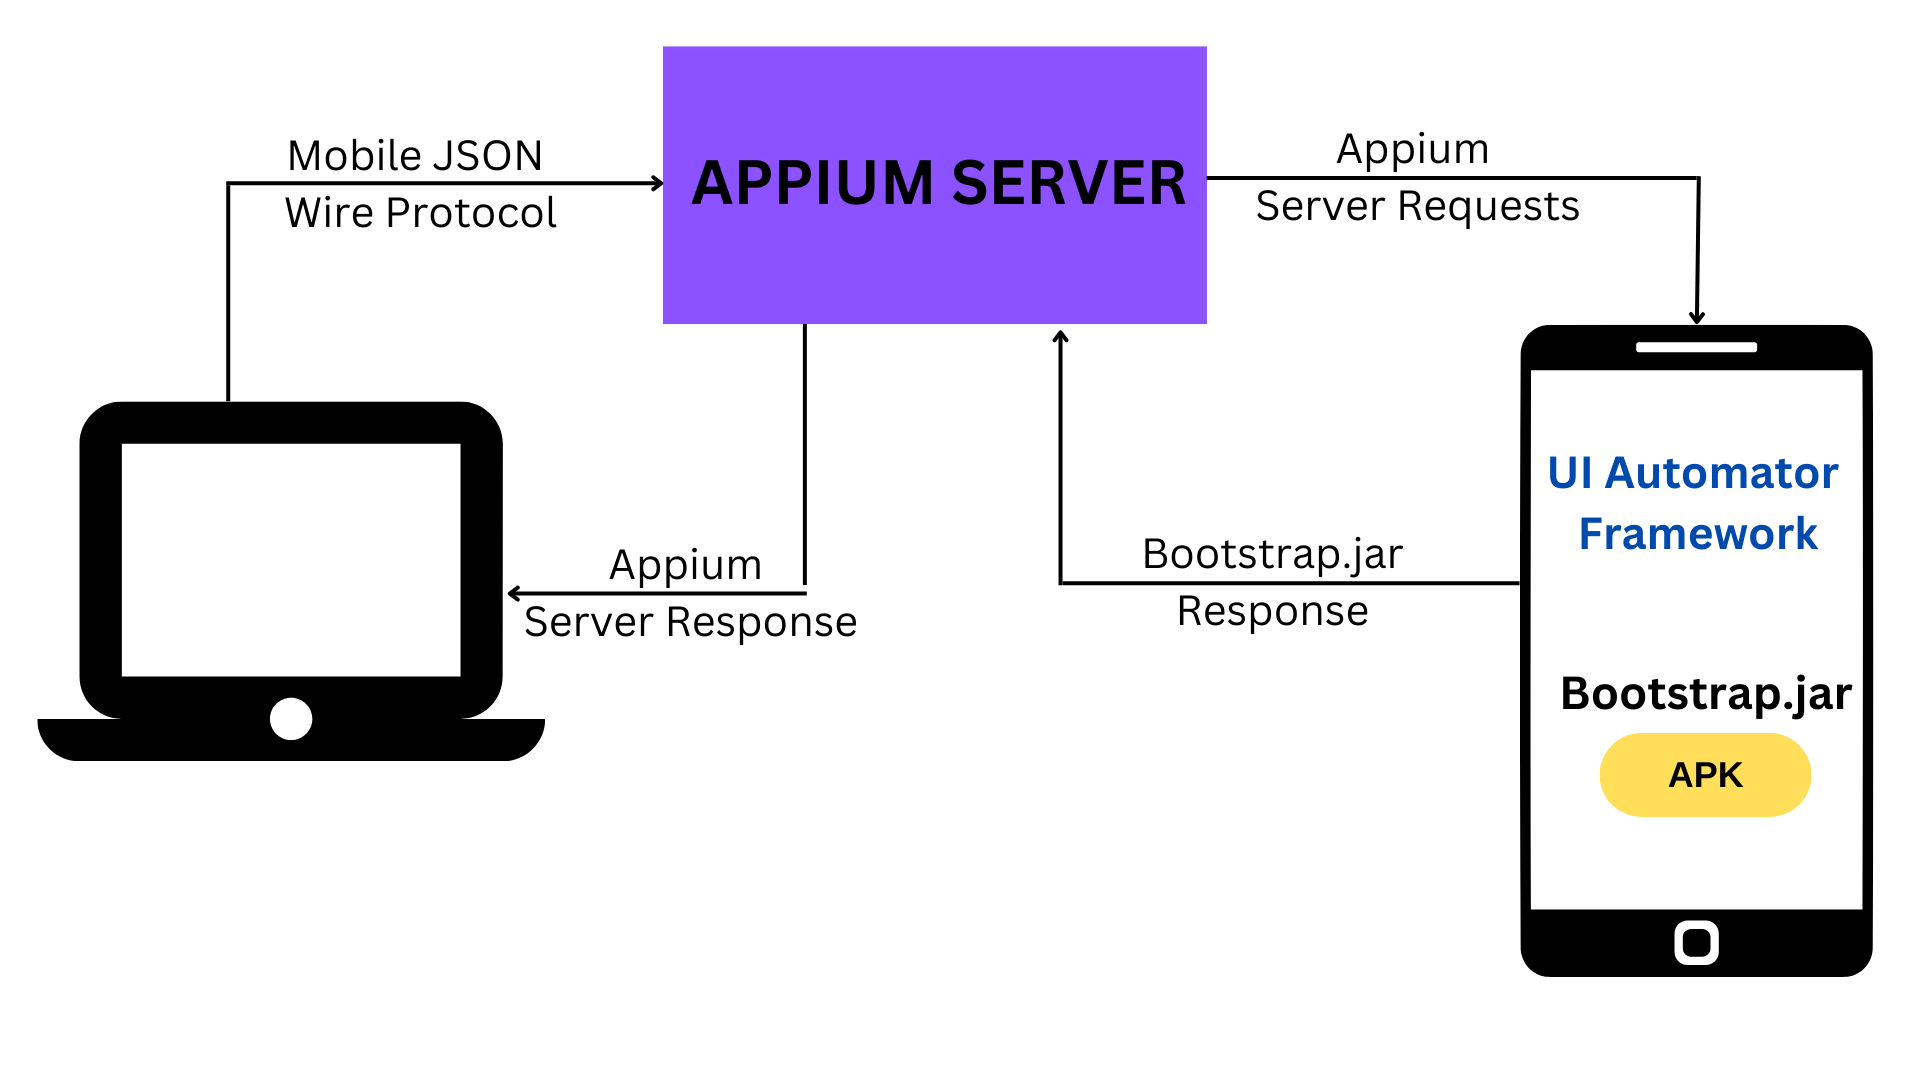 Mobile JSON
Wire Protocol
APPIUM SERVER
Appium
Server Requests
Appium
Server Response
Bootstrap.jar
Response
UI Automator
Framework
Bootstrap.jar
APK